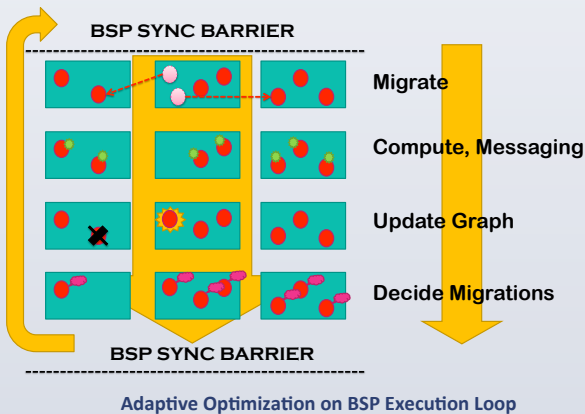 BSP SYNC BARRIER
Migrate
Compute, Messaging
Update Graph
Decide Migrations
BSP SYNC BARRIER
Adaptive Optimization on BSP Execution Loop